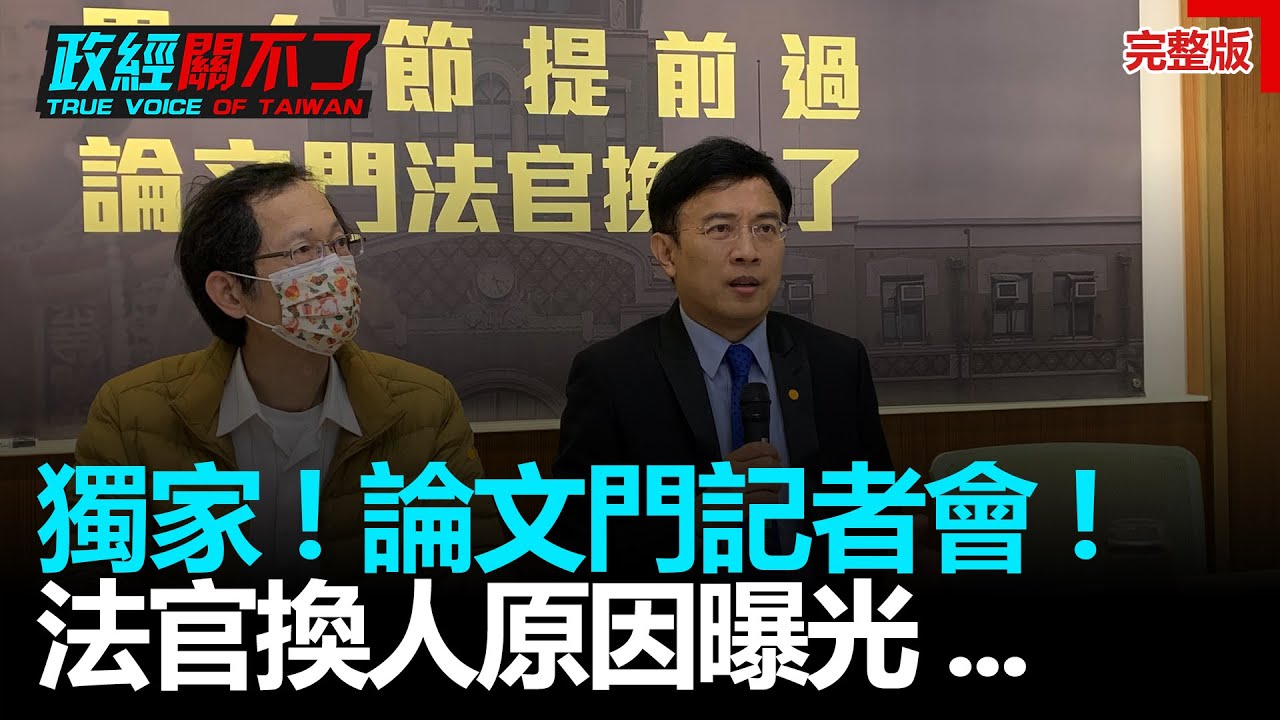 政經關不了
TRUE VOICE OF TAIWAN
完整版
節提前過
論文門法官換 了
獨家！論文門記者會！
法官換人原因曝光 ...